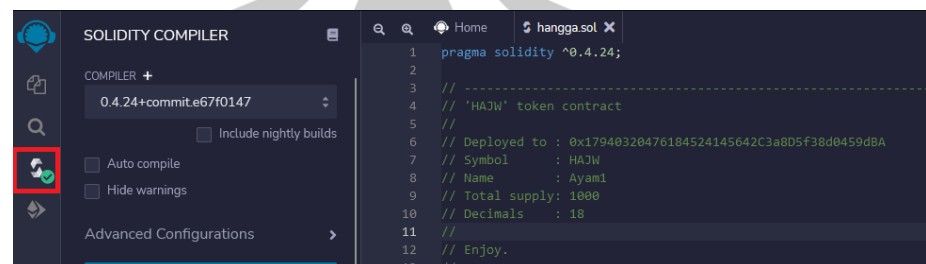 SOLIDITY COMPILER
COMPILER +
0.4.24+commit.e67f0147
Include nightly builds
Auto compile
Hide warnings
Advanced Configurations
Home
hangga.sol
1 pragma solidity ^0.4.24;
2
3 // ----------------------------------------------------------------------------
4 // 'HAJW' token contract
5 //
6 // Deployed to : 0x17940320476184524145642C3a8D5f38d0459dBA
7 // Symbol : HAJW
8 // Name : Ayam1
9 // Total supply: 1000
10 // Decimals : 18
11 //
12 // Enjoy.